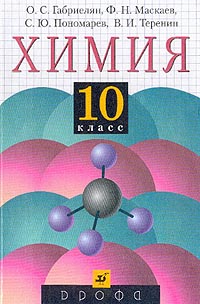 О. С. Габриелян, Ф. Н. Маскаев,
С. Ю. Пономарев, В. И. Теренин
ХИМИЯ
10
класс
ДРОФА